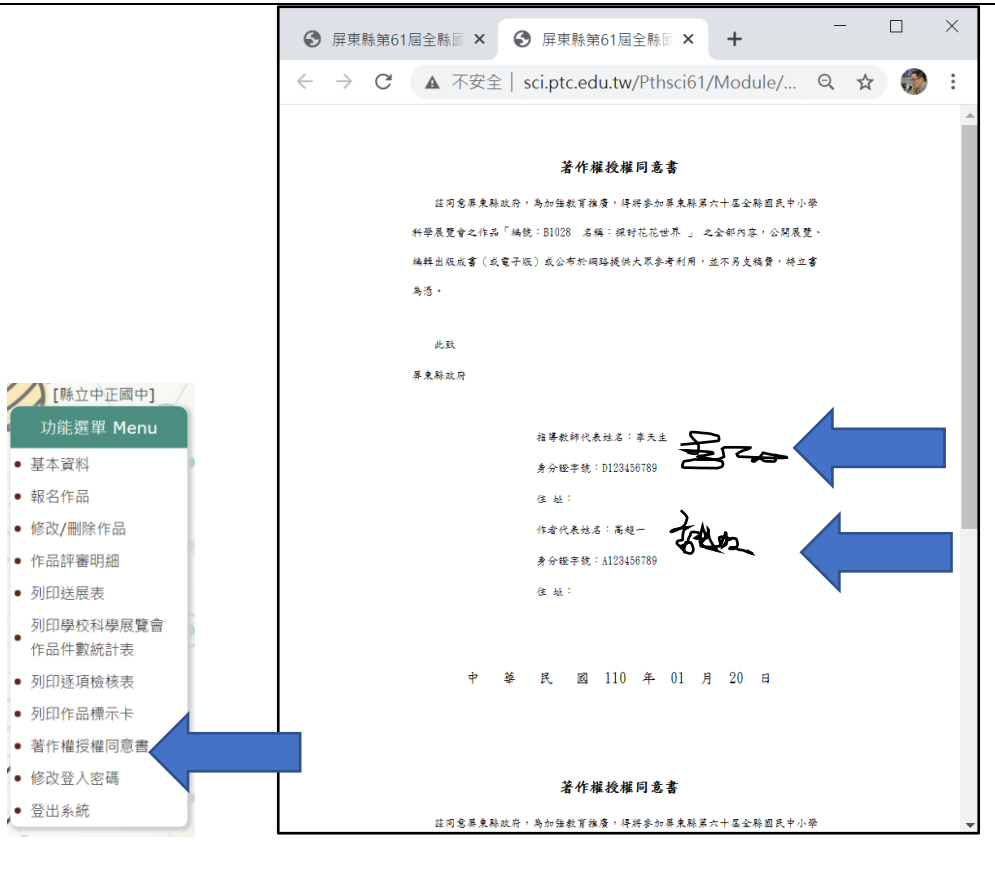 屏東縣第61屆全縣國
屏東縣第61屆全縣國
不安全 | sci.ptc.edu.tw/Pthsci61/Module/...
著作權授權同意書
茲同意屏東縣政府，為加強教育推廣，得將參加屏東縣第六十屆全縣國民中小學
科學展覽會之作品「編號：B1028 名稱：探討花花世界 」 之全部內容，公開展覽、
編輯出版成書（或電子版）或公布於網路提供大眾參考利用，並不另支稿費，特立書
為憑。
此致
屏東縣政府
指導教師代表姓名：李天生
身分證字號：D123456789
住 址：
作者代表姓名：高超一
身分證字號：A123456789
住 址：
中 華 民 國 110 年 01 月 20 日
著作權授權同意書
茲同意屏東縣政府，為加強教育推廣，得將參加屏東縣第六十屆全縣國民中小學
[縣立中正國中]
功能選單 Menu
基本資料
報名作品
修改/刪除作品
作品評審明細
列印送展表
列印學校科學展覽會
作品件數統計表
列印逐項檢核表
列印作品標示卡
著作權授權同意書
修改登入密碼
登出系統